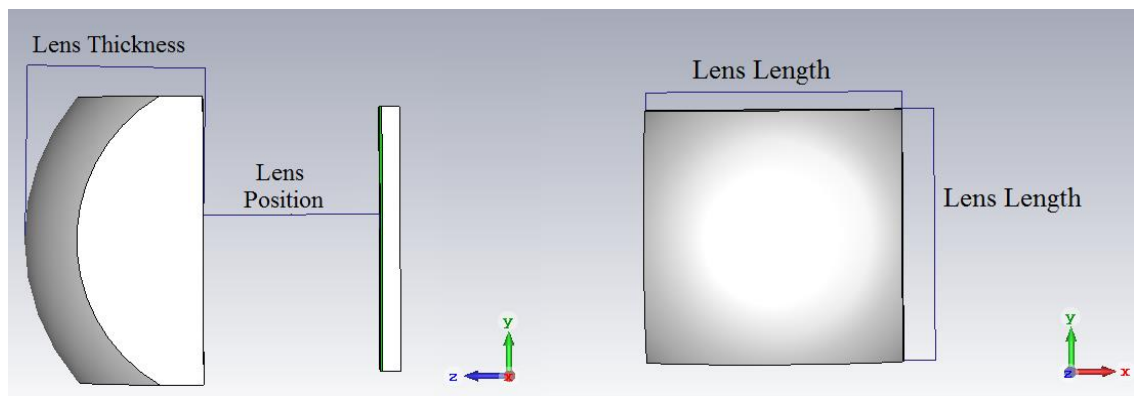 Lens Thickness
Lens
Position
y
z
x
Lens Length
Lens Length
y
z
x